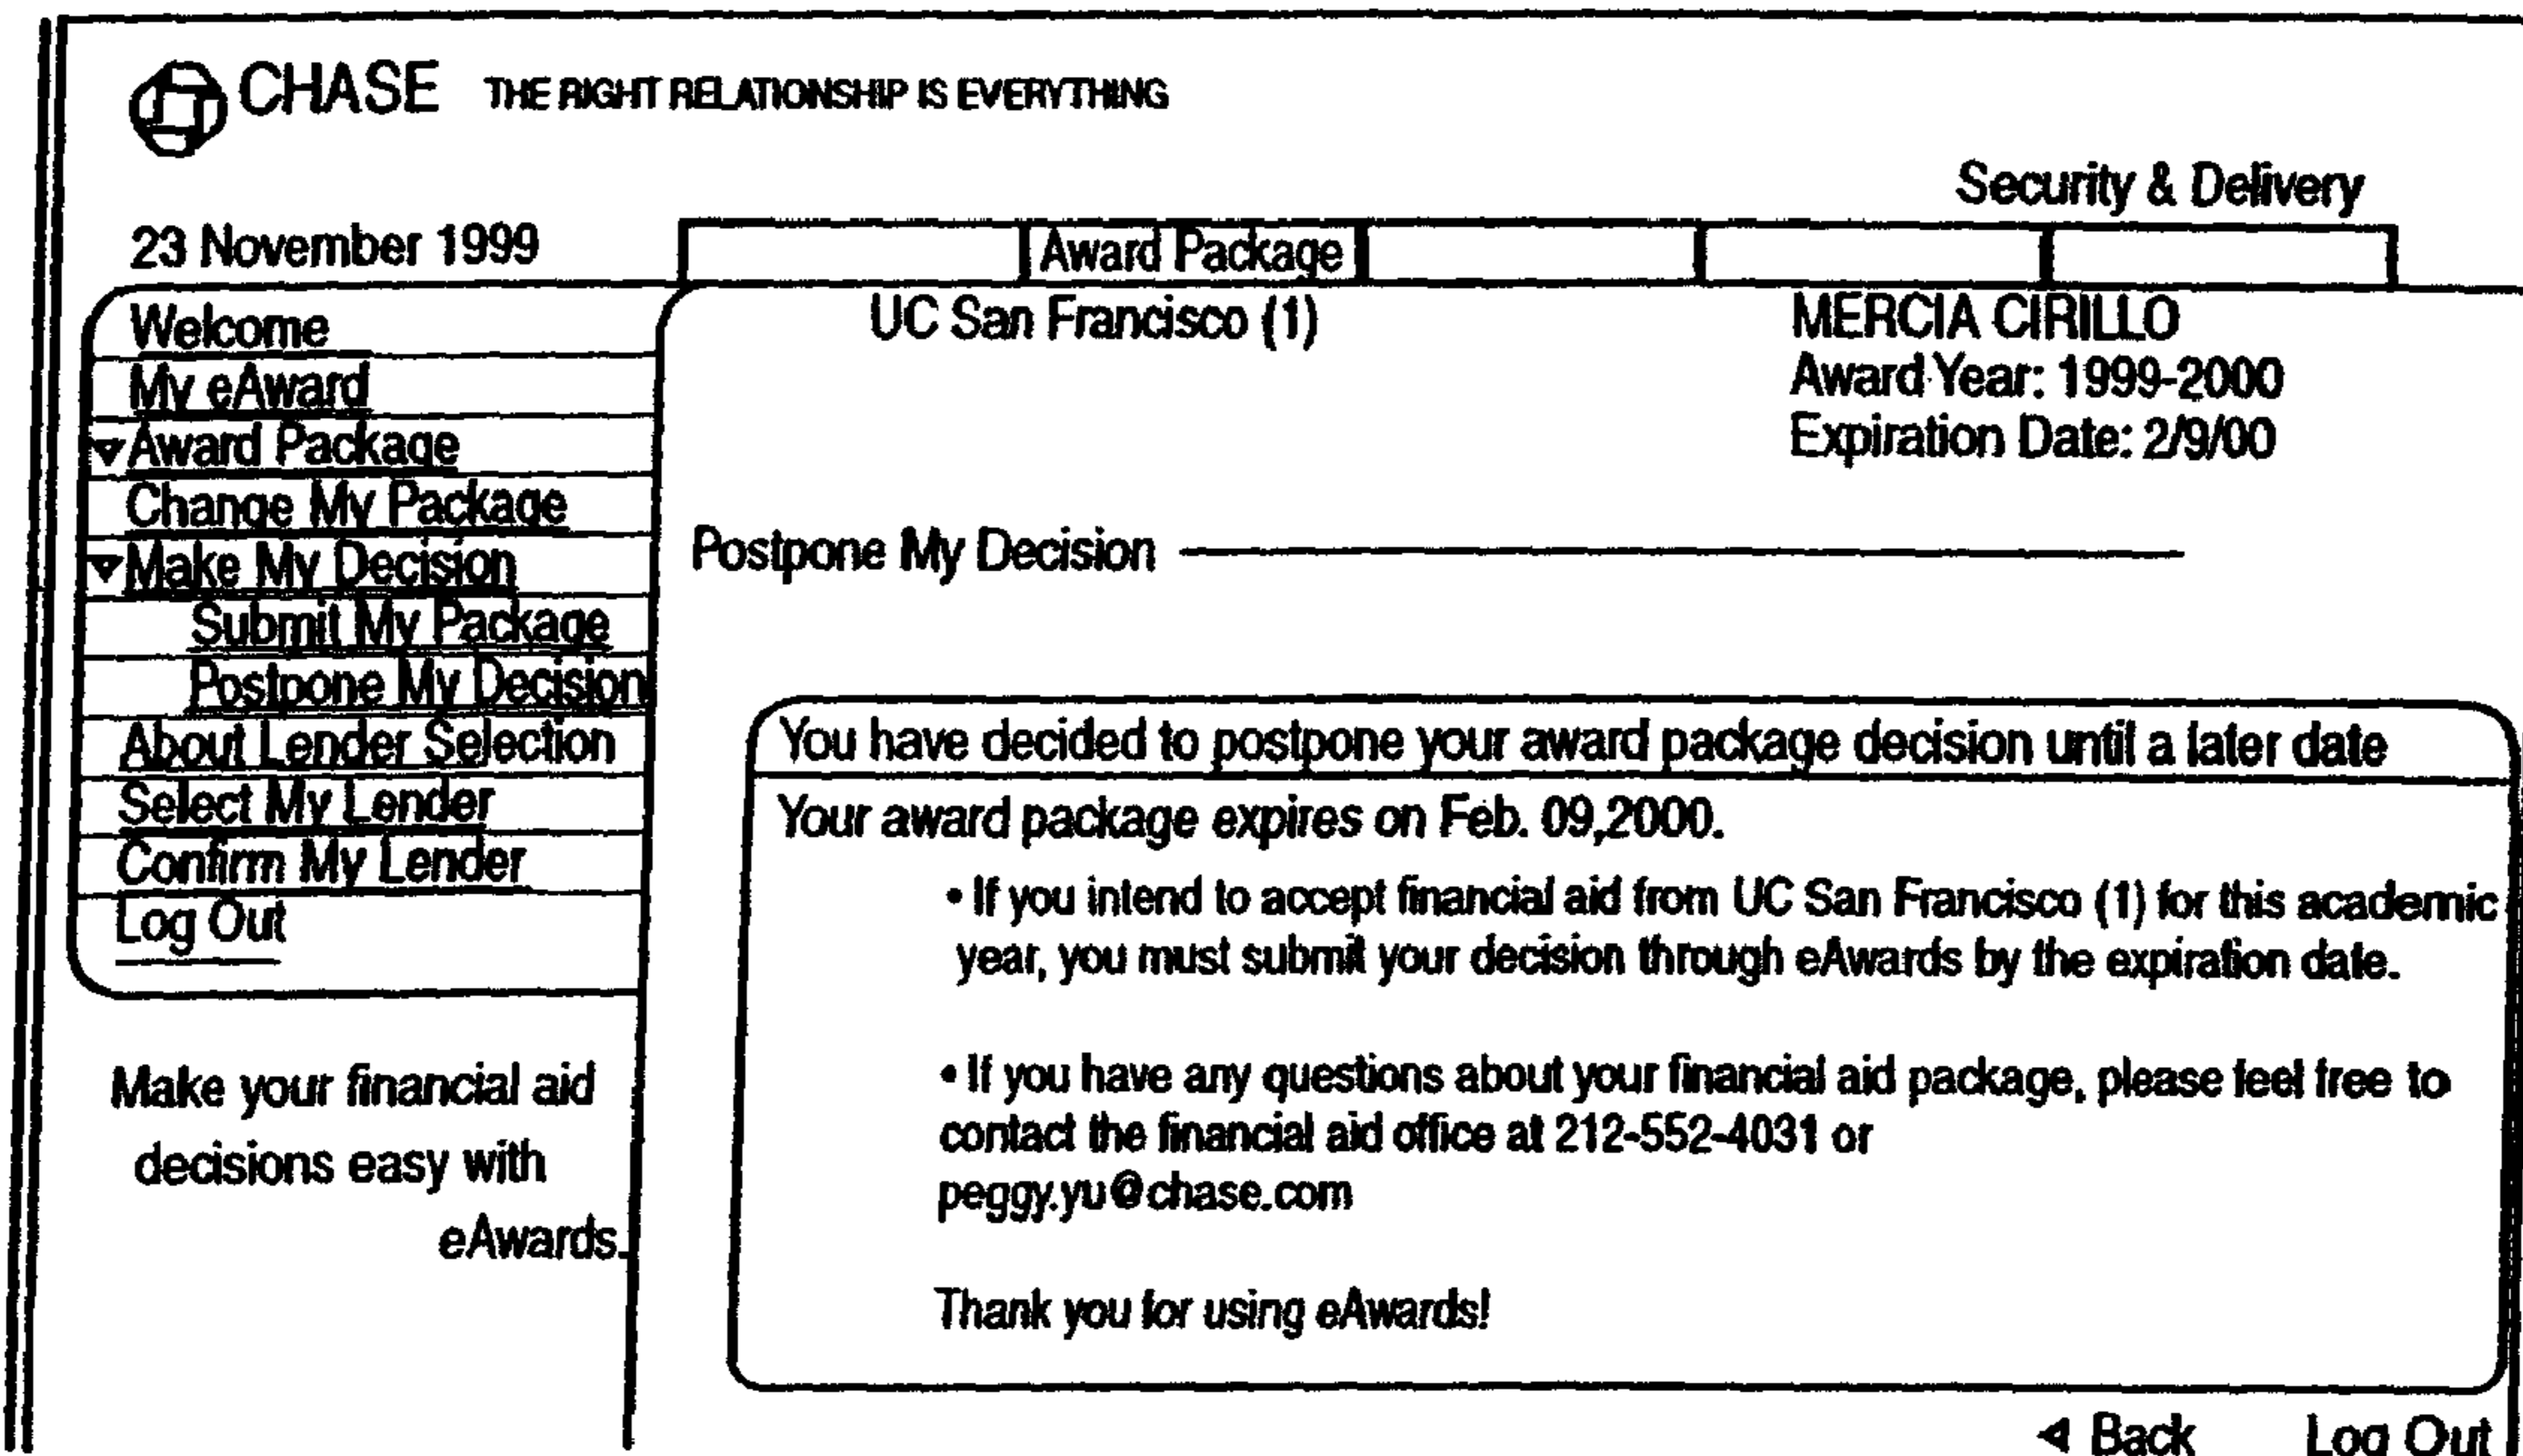 CHASE THE RIGHT RELATIONSHIP IS EVERYTHING
Security & Delivery
23 November 1999
Award Package
Welcome
My eAward
Award Package
Change My Package
Make My Decision
Submit My Package
Postpone My Decision
About Lender Selection
Select My Lender
Confirm My Lender
Log Out
Make your financial aid
decisions easy with
eAwards.
UC San Francisco (1)
MERCIA CIRILLO
Award Year: 1999-2000
Expiration Date: 2/9/00
Postpone My Decision
You have decided to postpone your award package decision until a later date
Your award package expires on Feb. 09,2000.
• If you intend to accept financial aid from UC San Francisco (1) for this academic
year, you must submit your decision through eAwards by the expiration date.
• If you have any questions about your financial aid package, please feel free to
contact the financial aid office at 212-552-4031 or
peggy.yu@chase.com
Thank you for using eAwards!
Back Log Out